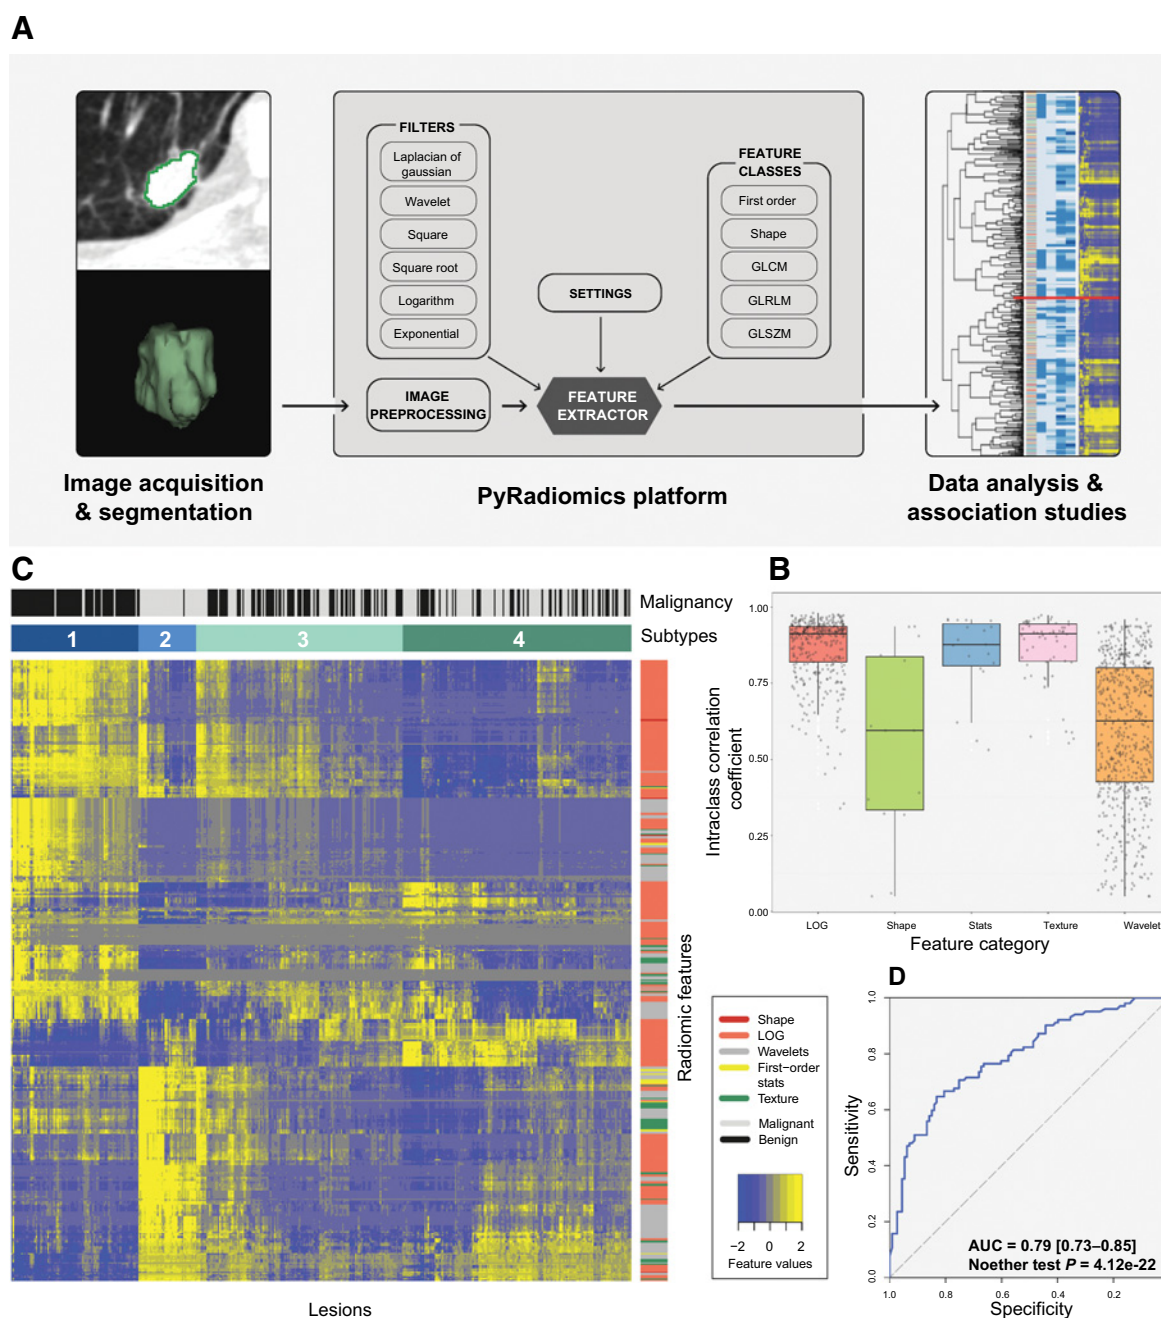 A
FILTERS
Laplacian of
gaussian
Wavelet
Square
Square root
Logarithm
Exponential
SETTINGS
FEATURE
CLASSES
First order
Shape
GLCM
GLRLM
GLSZM
IMAGE
PREPROCESSING
FEATURE
EXTRACTOR
Image acquisition
& segmentation
PyRadiomics platform
Data analysis &
association studies
C
Malignancy
1 2 3 4
Subtypes
Radiomic features
Lesions
B
1.00
0.75
0.50
0.25
0.00
Intraclass correlation
coefficient
LOG Shape Stats Texture Wavelet
Feature category
Shape
LOG
Wavelets
First-order
stats
Texture
Malignant
Benign
−2 0 2
Feature values
D
1.0
0.8
0.6
0.4
0.2
0.0
Sensitivity
AUC = 0.79 [0.73–0.85]
Noether test P = 4.12e-22
1.0 0.8 0.6 0.4 0.2
Specificity